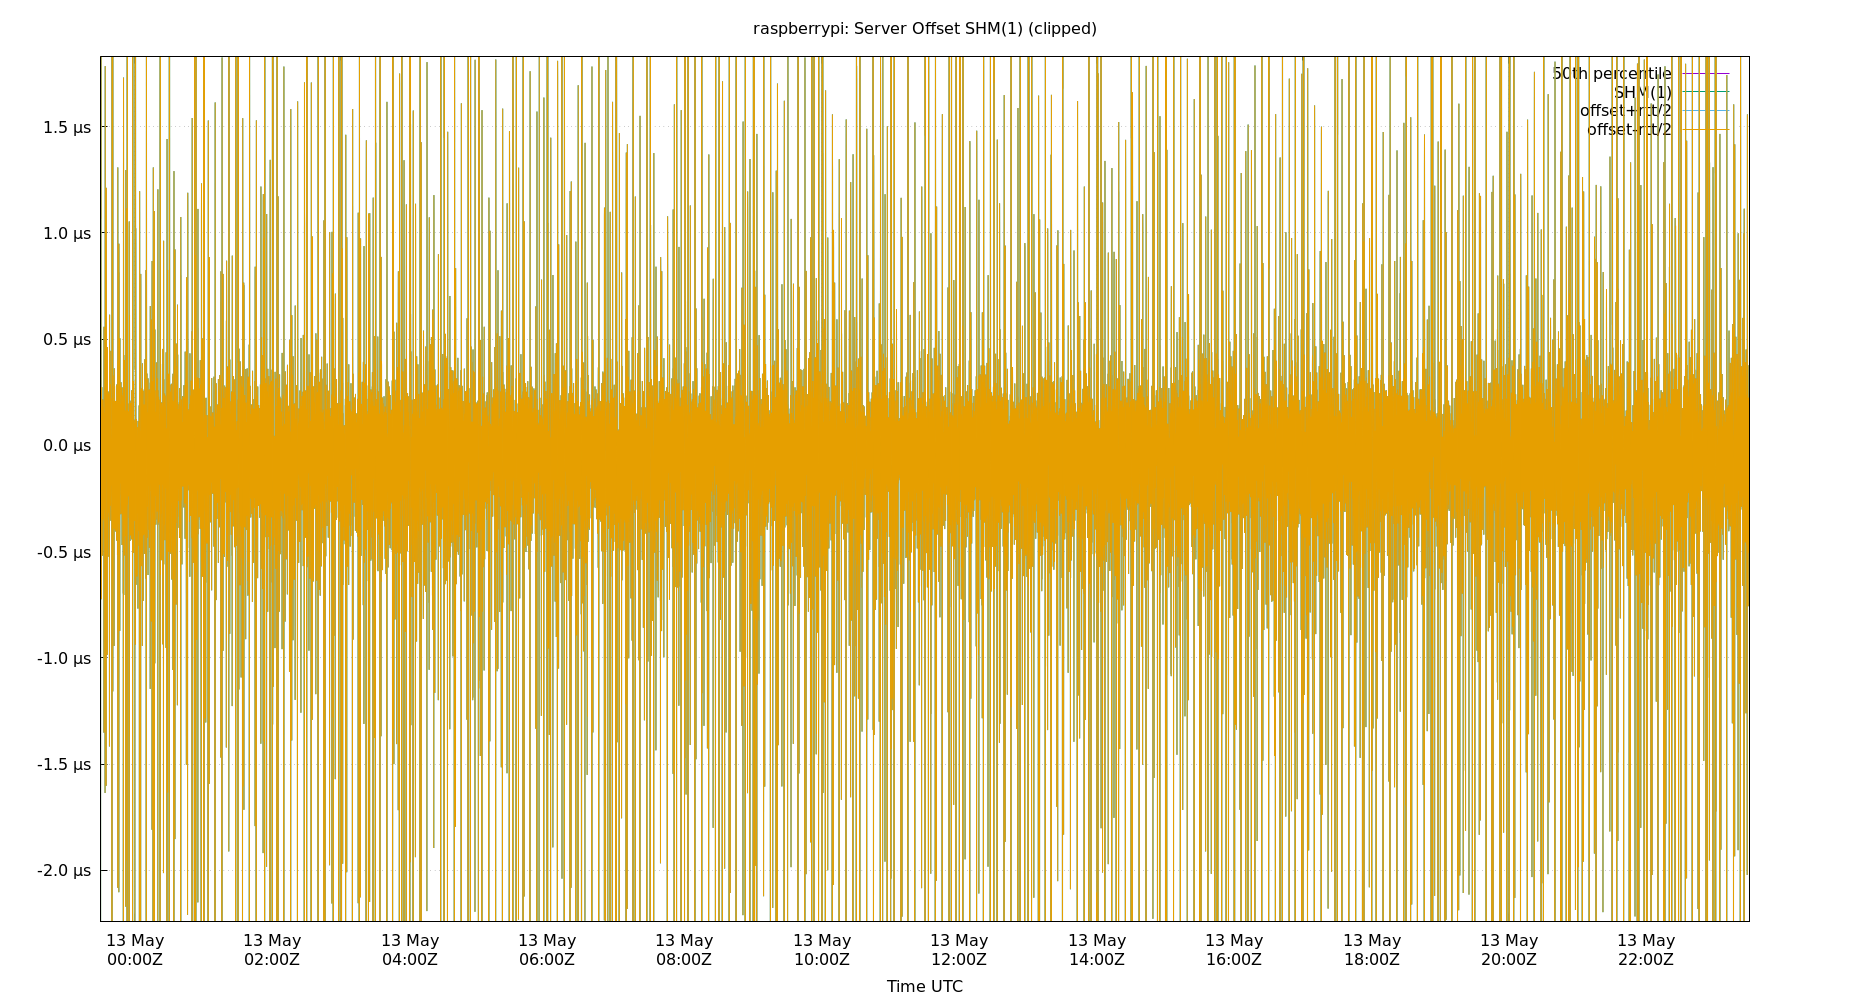 raspberrypi: Server Offset SHM(1) (clipped)
50th percentile
SHM(1)
offset+rtt/2
offset-rtt/2
1.5 µs
1.0 µs
0.5 µs
0.0 µs
-0.5 µs
-1.0 µs
-1.5 µs
-2.0 µs
13 May 13 May 13 May 13 May 13 May 13 May 13 May 13 May 13 May 13 May 13 May 13 May
00:00Z 02:00Z 04:00Z 06:00Z 08:00Z 10:00Z 12:00Z 14:00Z 16:00Z 18:00Z 20:00Z 22:00Z
Time UTC